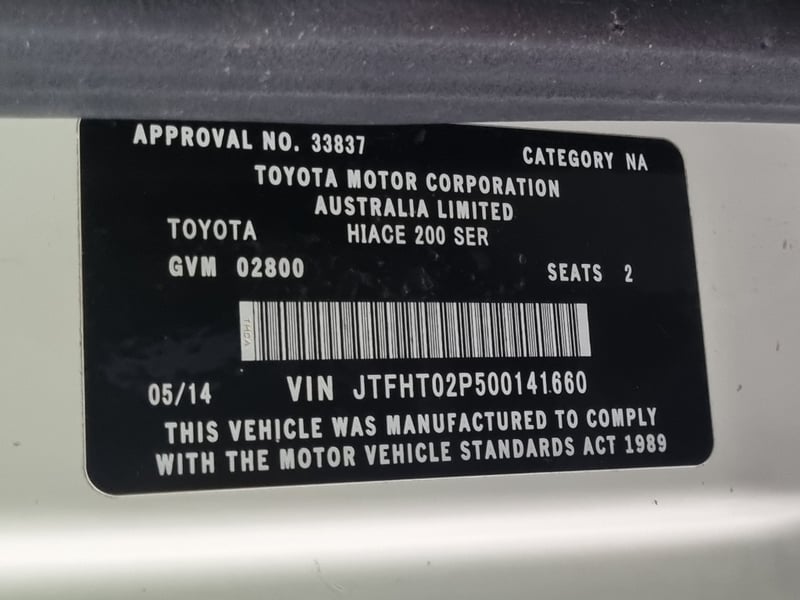 APPROVAL NO. 33837
CATEGORY NA
TOYOTA MOTOR CORPORATION
AUSTRALIA LIMITED
TOYOTA HIACE 200 SER
GVM 02800 SEATS 2
TMCA
05/14 VIN JTFHT02P500141660
THIS VEHICLE WAS MANUFACTURED TO COMPLY
WITH THE MOTOR VEHICLE STANDARDS ACT 1989